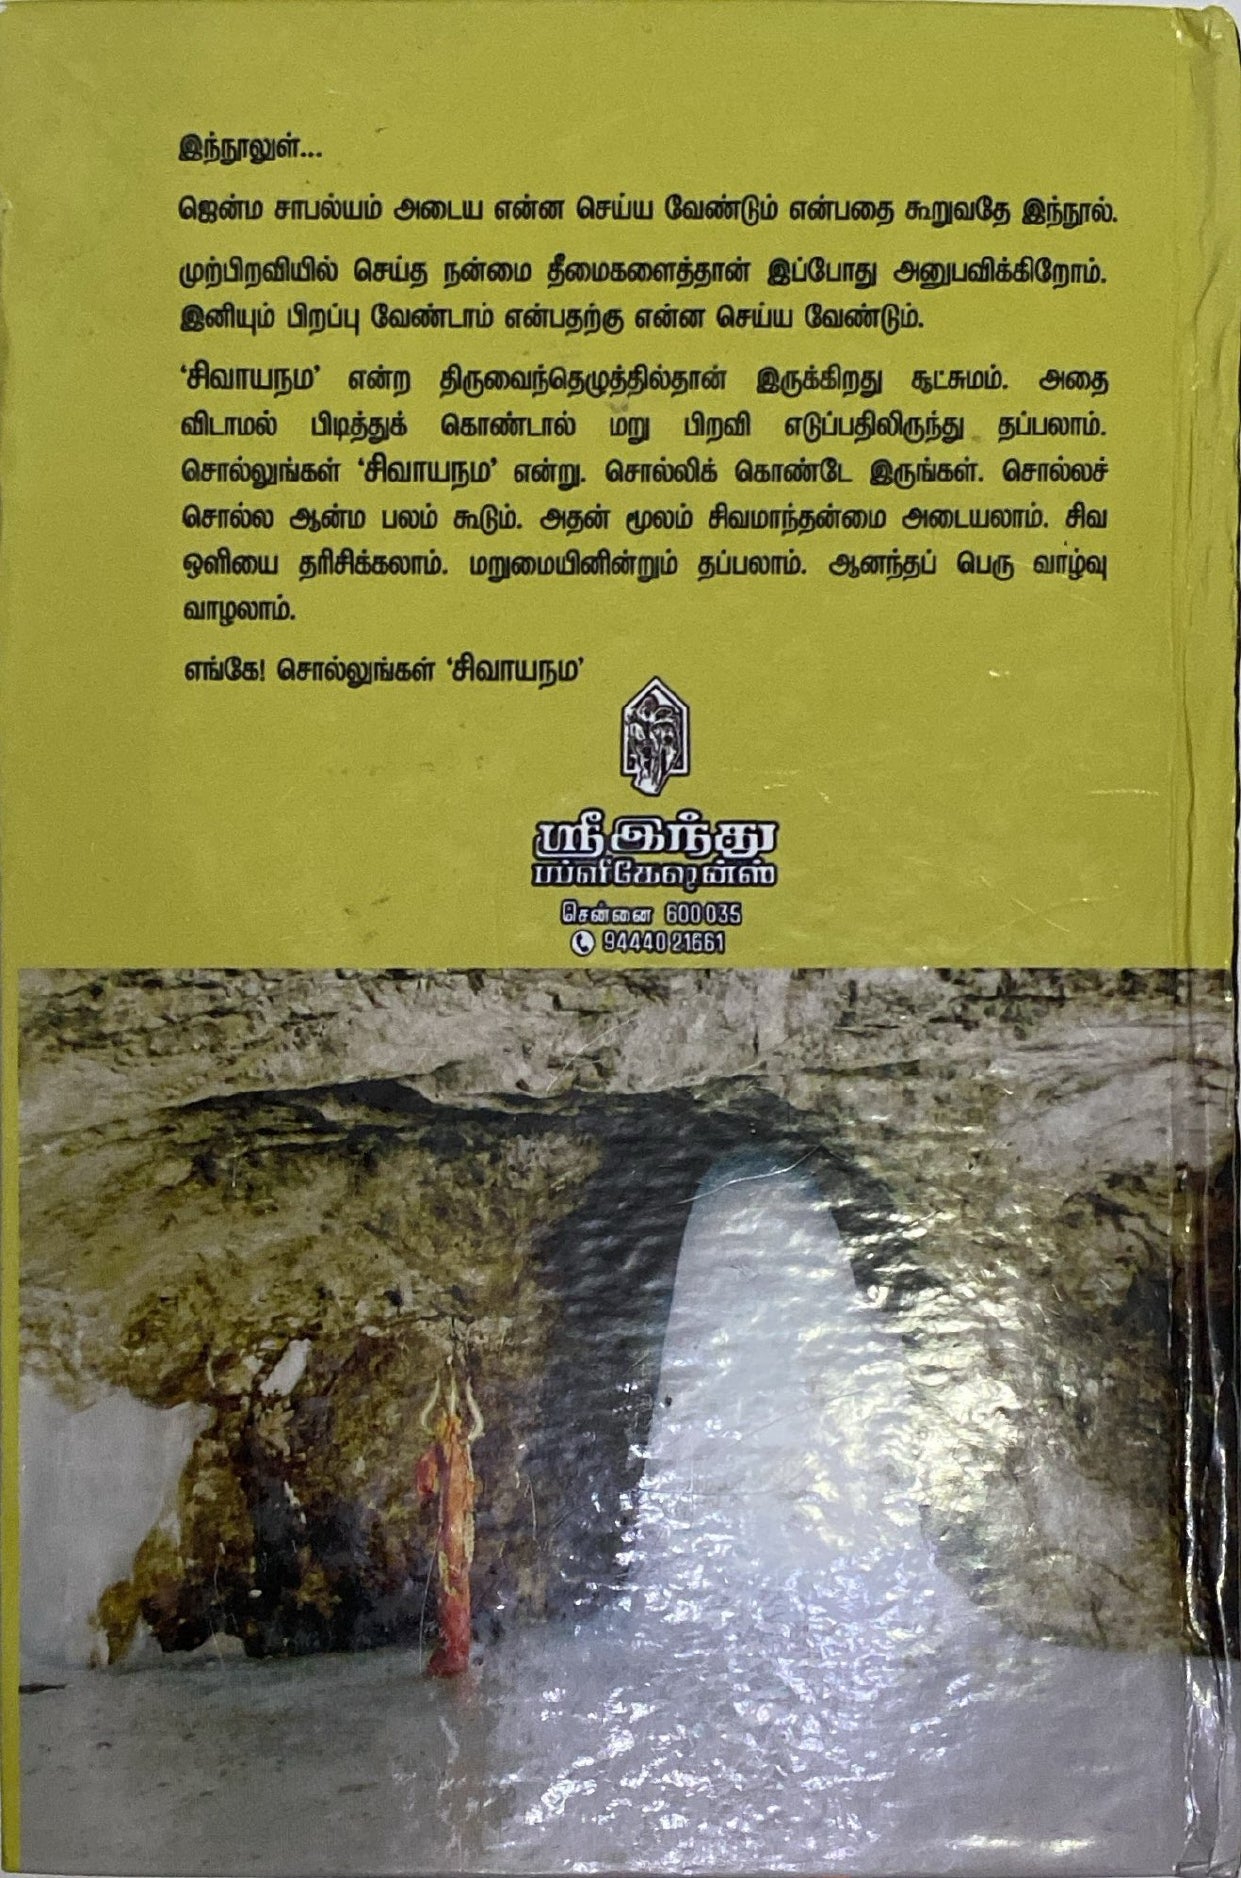 இந்நூலுள்...
ஜென்ம சாபல்யம் அடைய என்ன செய்ய வேண்டும் என்பதை கூறுவதே இந்நூல்.
முற்பிறவியில் செய்த நன்மை தீமைகளைத்தான் இப்போது அனுபவிக்கிறோம்.
இனியும் பிறப்பு வேண்டாம் என்பதற்கு என்ன செய்ய வேண்டும்.
‘சிவாயநம’ என்ற திருவைந்தெழுத்தில்தான் இருக்கிறது சூட்சுமம். அதை
விடாமல் பிடித்துக் கொண்டால் மறு பிறவி எடுப்பதிலிருந்து தப்பலாம்.
சொல்லுங்கள் ‘சிவாயநம’ என்று. சொல்லிக் கொண்டே இருங்கள். சொல்லச்
சொல்ல ஆன்ம பலம் கூடும். அதன் மூலம் சிவமாந்தன்மை அடையலாம். சிவ
ஒளியை தரிசிக்கலாம். மறுமையினின்றும் தப்பலாம். ஆனந்தப் பெரு வாழ்வு
வாழலாம்.
எங்கே! சொல்லுங்கள் ‘சிவாயநம’
ஸ்ரீ இந்து
பப்ளிகேஷன்ஸ்
சென்னை 600 035
94440 21661